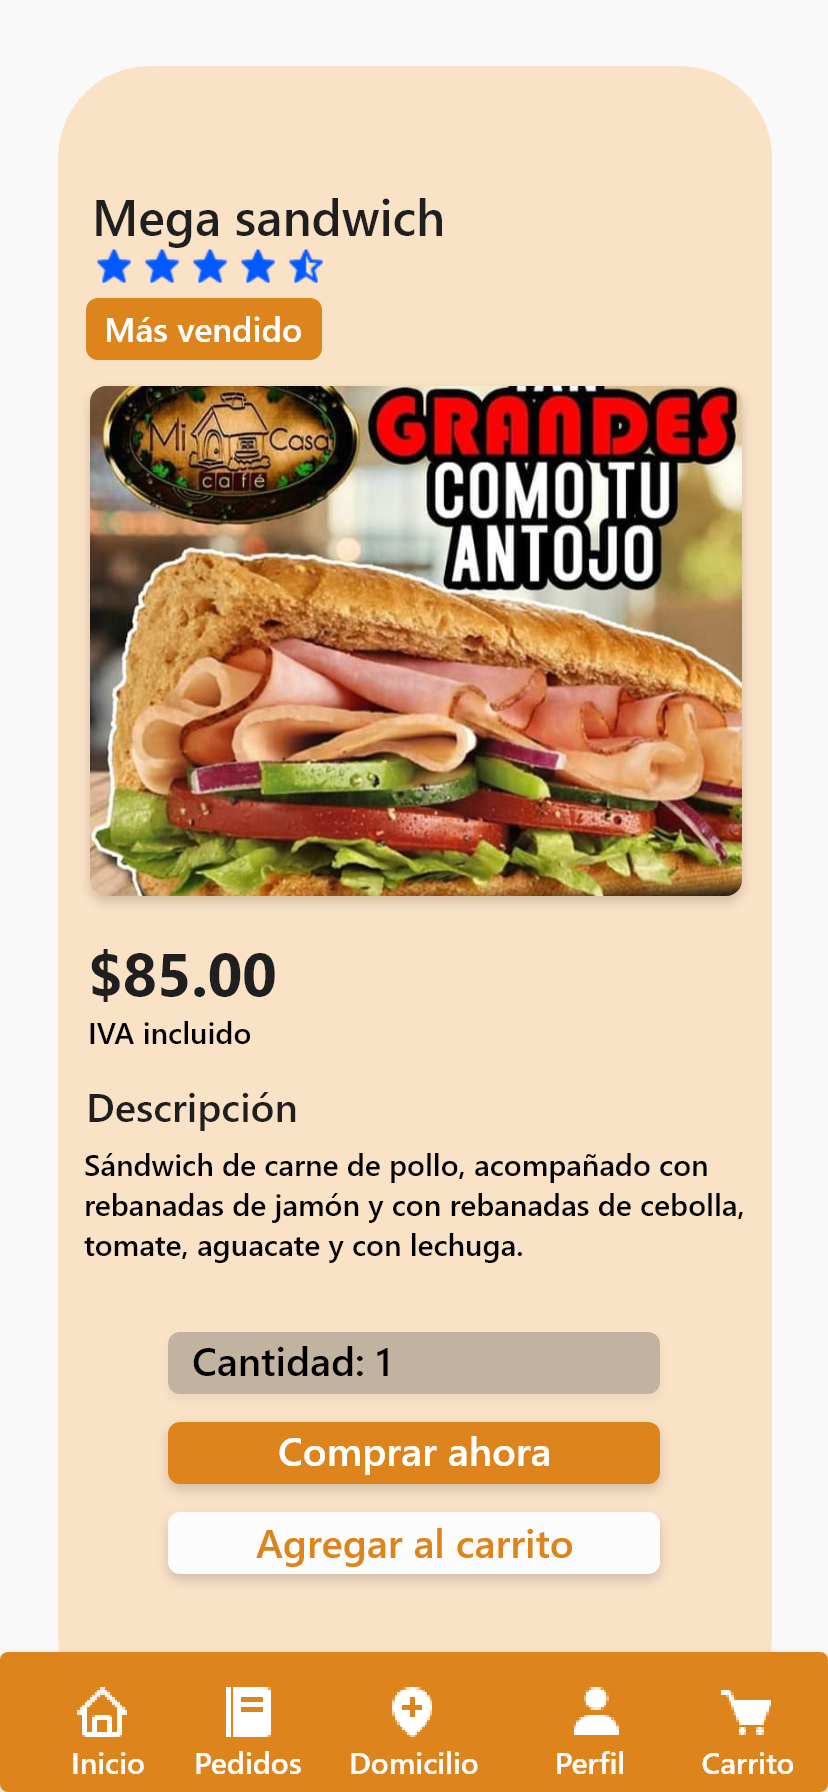 Mega sandwich
Más vendido
Mi Casa
café
GRANDES
COMO TU
ANTOJO
$85.00
IVA incluido
Descripción
Sándwich de carne de pollo, acompañado con
rebanadas de jamón y con rebanadas de cebolla,
tomate, aguacate y con lechuga.
Cantidad: 1
Comprar ahora
Agregar al carrito
Inicio Pedidos Domicilio Perfil Carrito